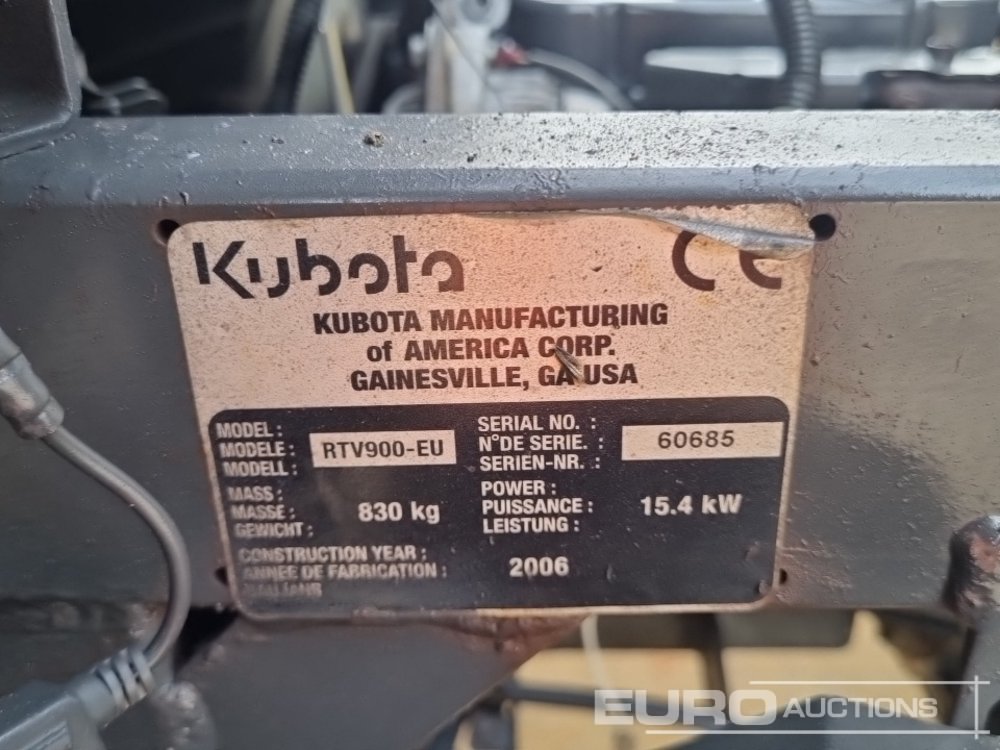 Kubota CE
KUBOTA MANUFACTURING
of AMERICA CORP.
GAINESVILLE, GA USA
MODEL :
MODELE :
MODELL :
RTV900-EU
SERIAL NO. :
N°DE SERIE. :
SERIEN-NR. :
60685
MASS :
MASSE :
GEWICHT :
830 kg
POWER :
PUISSANCE :
LEISTUNG :
15.4 kW
CONSTRUCTION YEAR :
ANNEE DE FABRICATION :
BAUJAHR
2006
EURO AUCTIONS